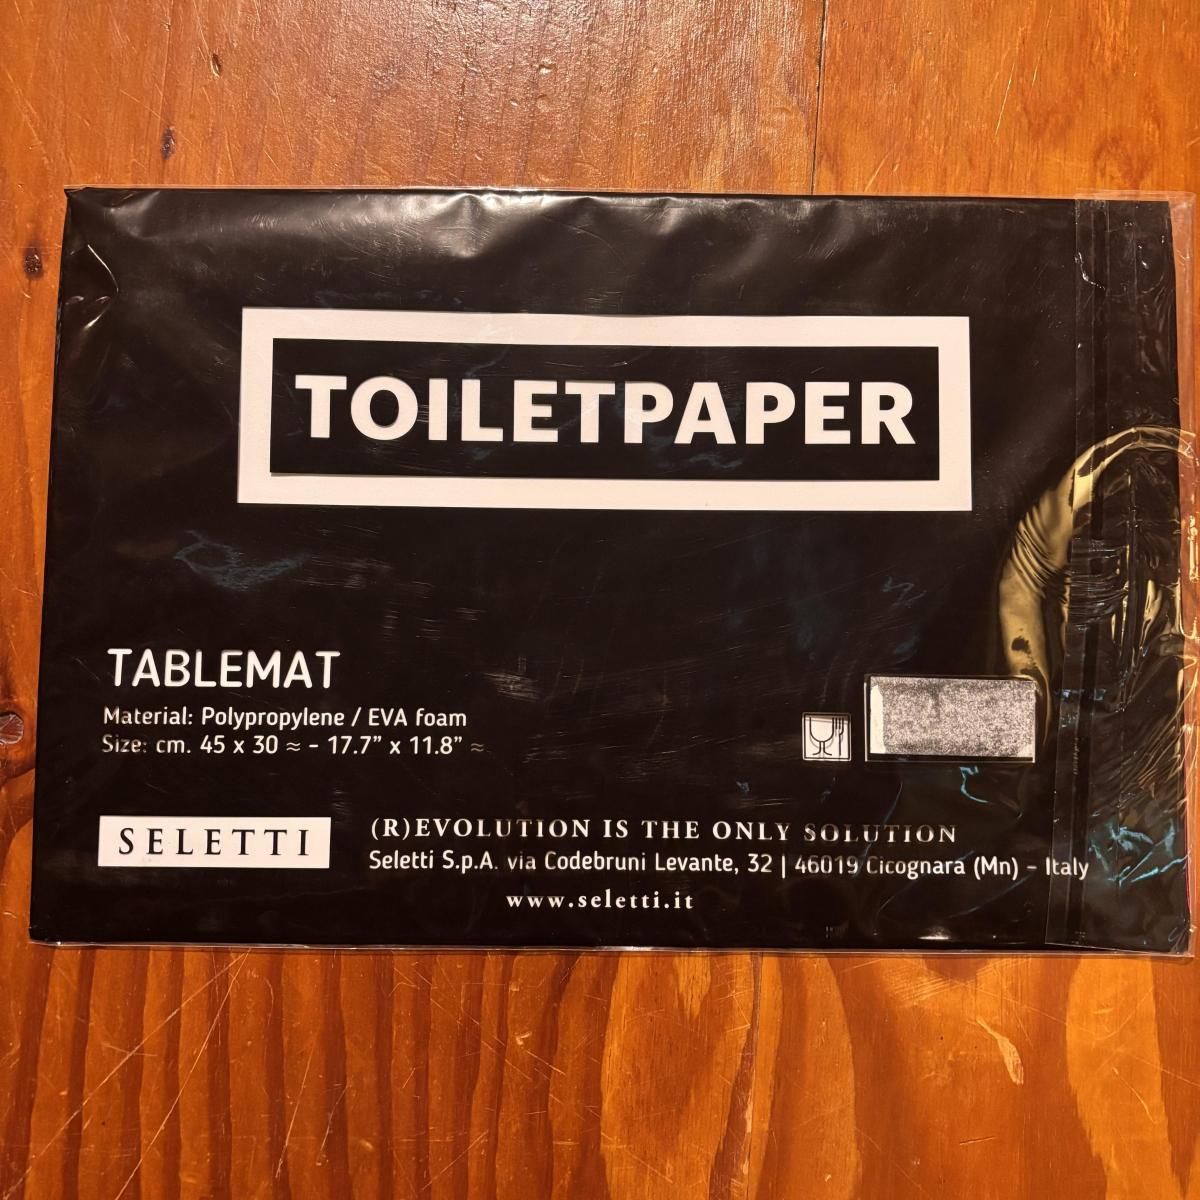 TOILETPAPER
TABLEMAT
Material: Polypropylene / EVA foam
Size: cm. 45 x 30 ≈ - 17.7” x 11.8” ≈
SELETTI
(R)EVOLUTION IS THE ONLY SOLUTION
Seletti S.p.A. via Codebruni Levante, 32 | 46019 Cicognara (Mn) – Italy
www.seletti.it